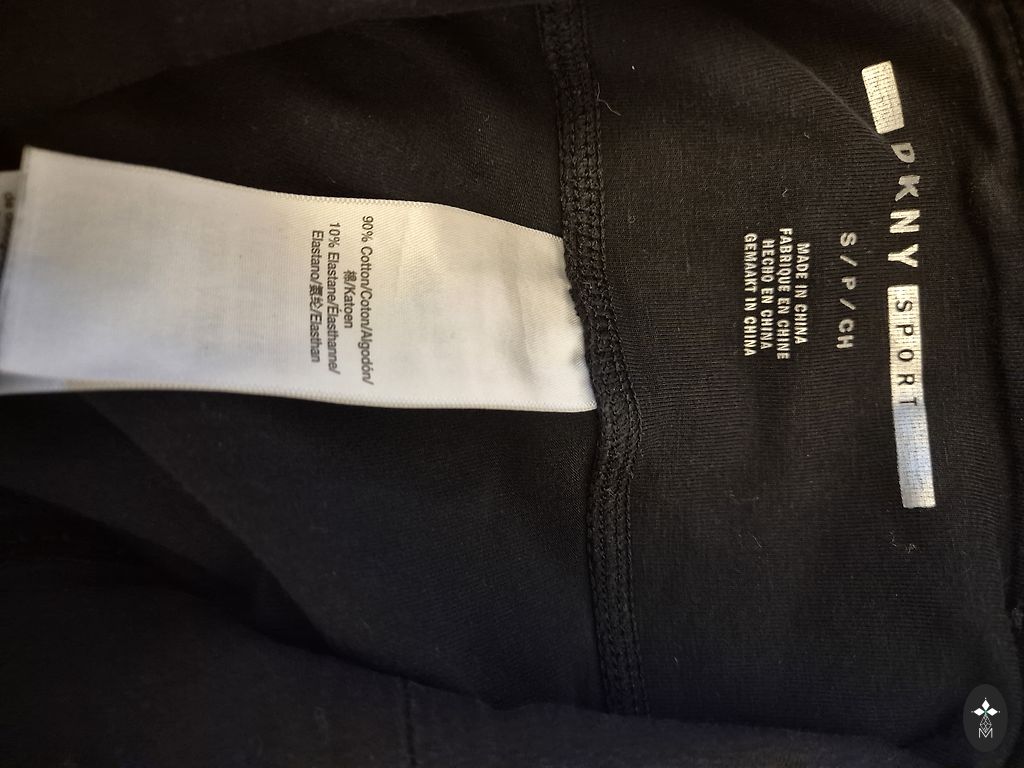 DKNY SPORT
S / P / CH
MADE IN CHINA
FABRIQUE EN CHINE
HECHO EN CHINA
GEMAAKT IN CHINA
90% Cotton/Coton/Algodón/
棉/Katoen
10% Elastane/Elasthanne/
Elastano/氨纶/Elasthan
M